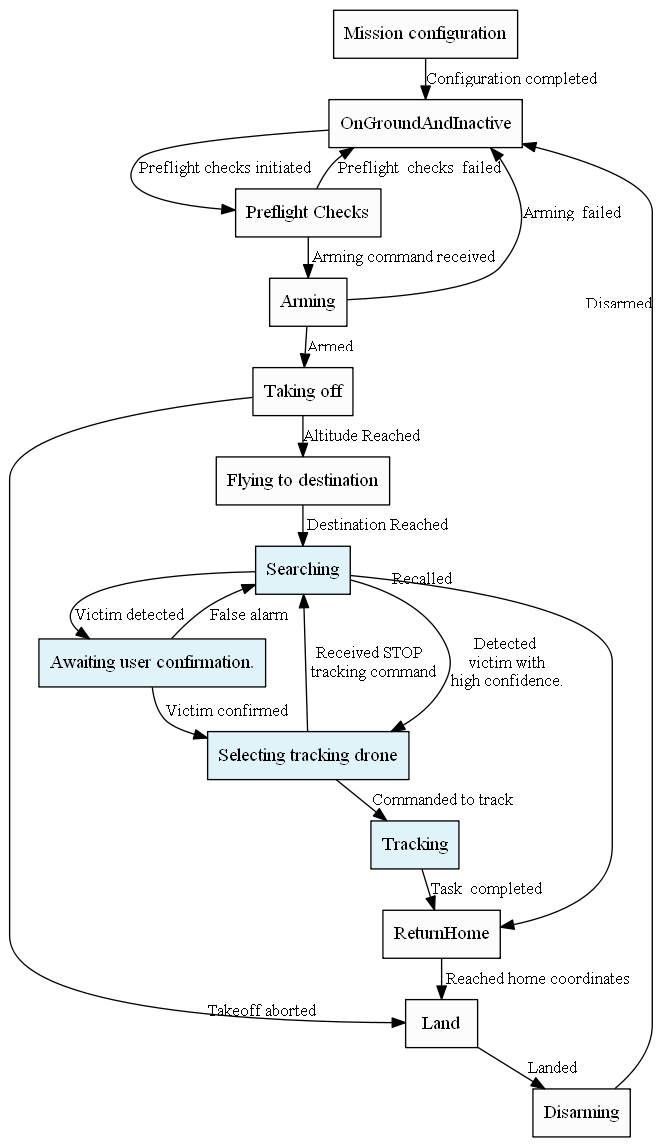 Mission configuration
Configuration completed
OnGroundAndInactive
Preflight checks initiated
Preflight checks failed
Preflight Checks
Arming failed
Arming command received
Arming
Disarmed
Armed
Taking off
Altitude Reached
Flying to destination
Destination Reached
Searching
Recalled
Victim detected
False alarm
Received STOP
tracking command
Detected
victim with
high confidence.
Awaiting user confirmation.
Victim confirmed
Selecting tracking drone
Commanded to track
Tracking
Task completed
ReturnHome
Reached home coordinates
Takeoff aborted
Land
Landed
Disarming